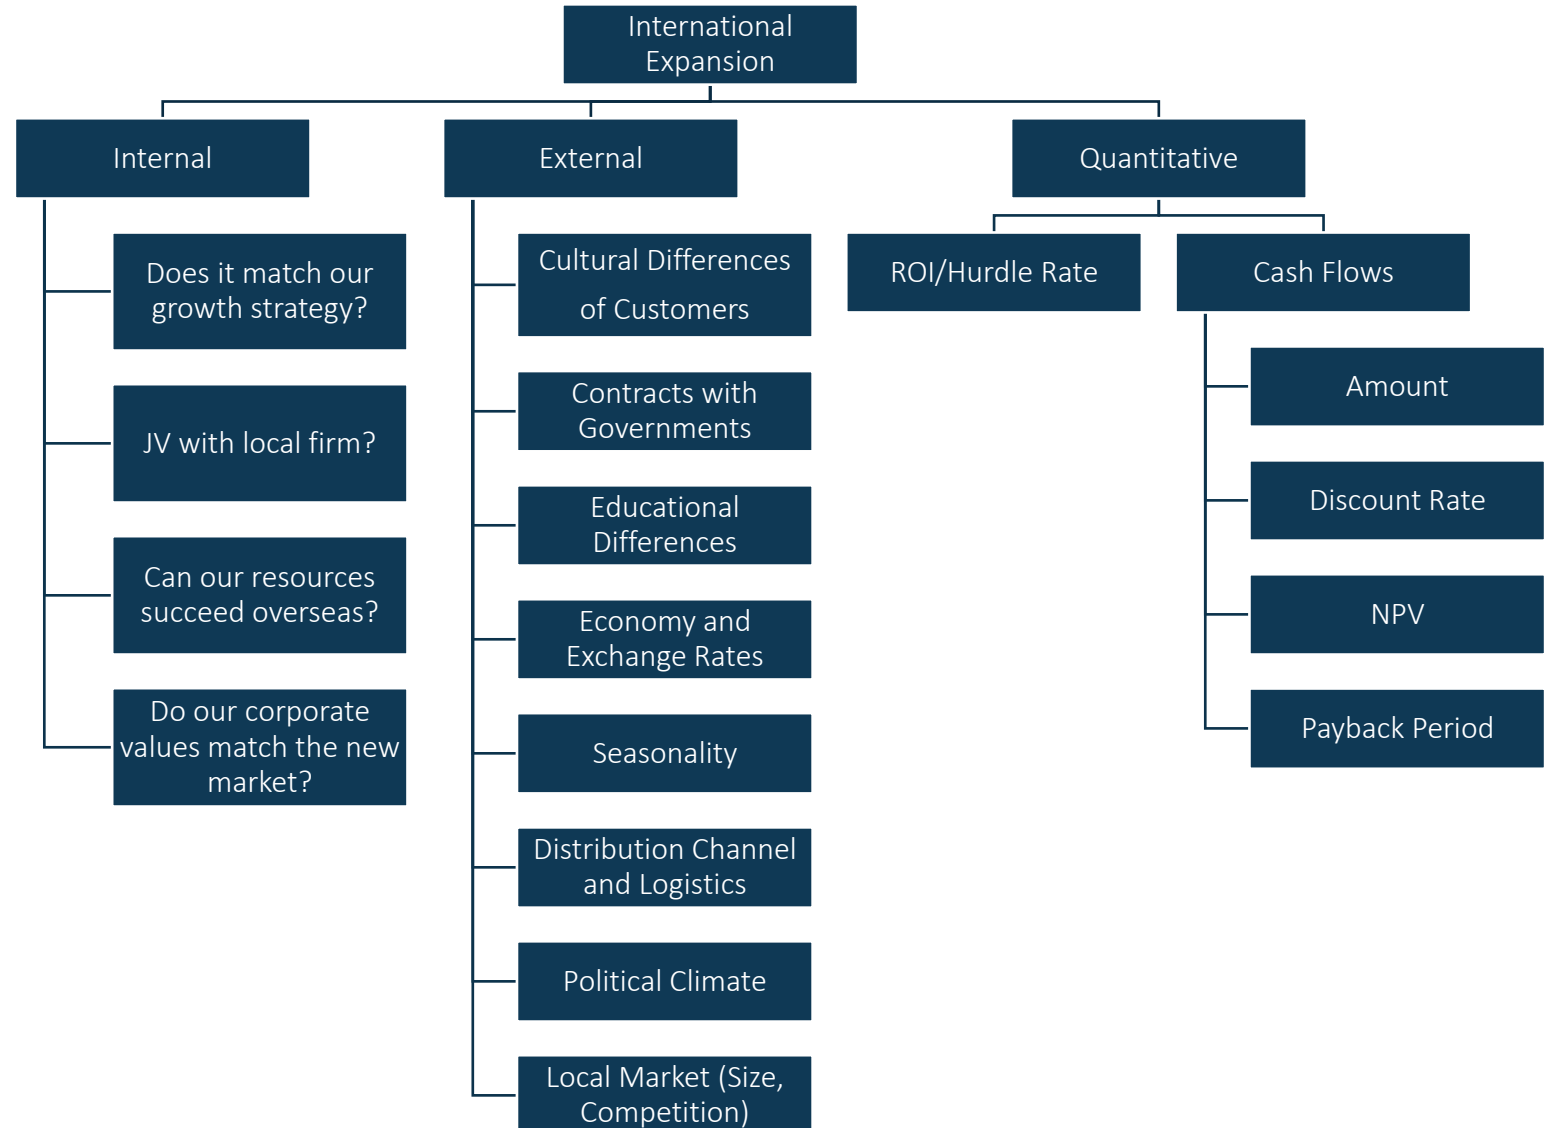 International
Expansion
Internal
External
Quantitative
Does it match our
growth strategy?
JV with local firm?
Can our resources
succeed overseas?
Do our corporate
values match the new
market?
Cultural Differences
of Customers
Contracts with
Governments
Educational
Differences
Economy and
Exchange Rates
Seasonality
Distribution Channel
and Logistics
Political Climate
Local Market (Size,
Competition)
ROI/Hurdle Rate
Cash Flows
Amount
Discount Rate
NPV
Payback Period